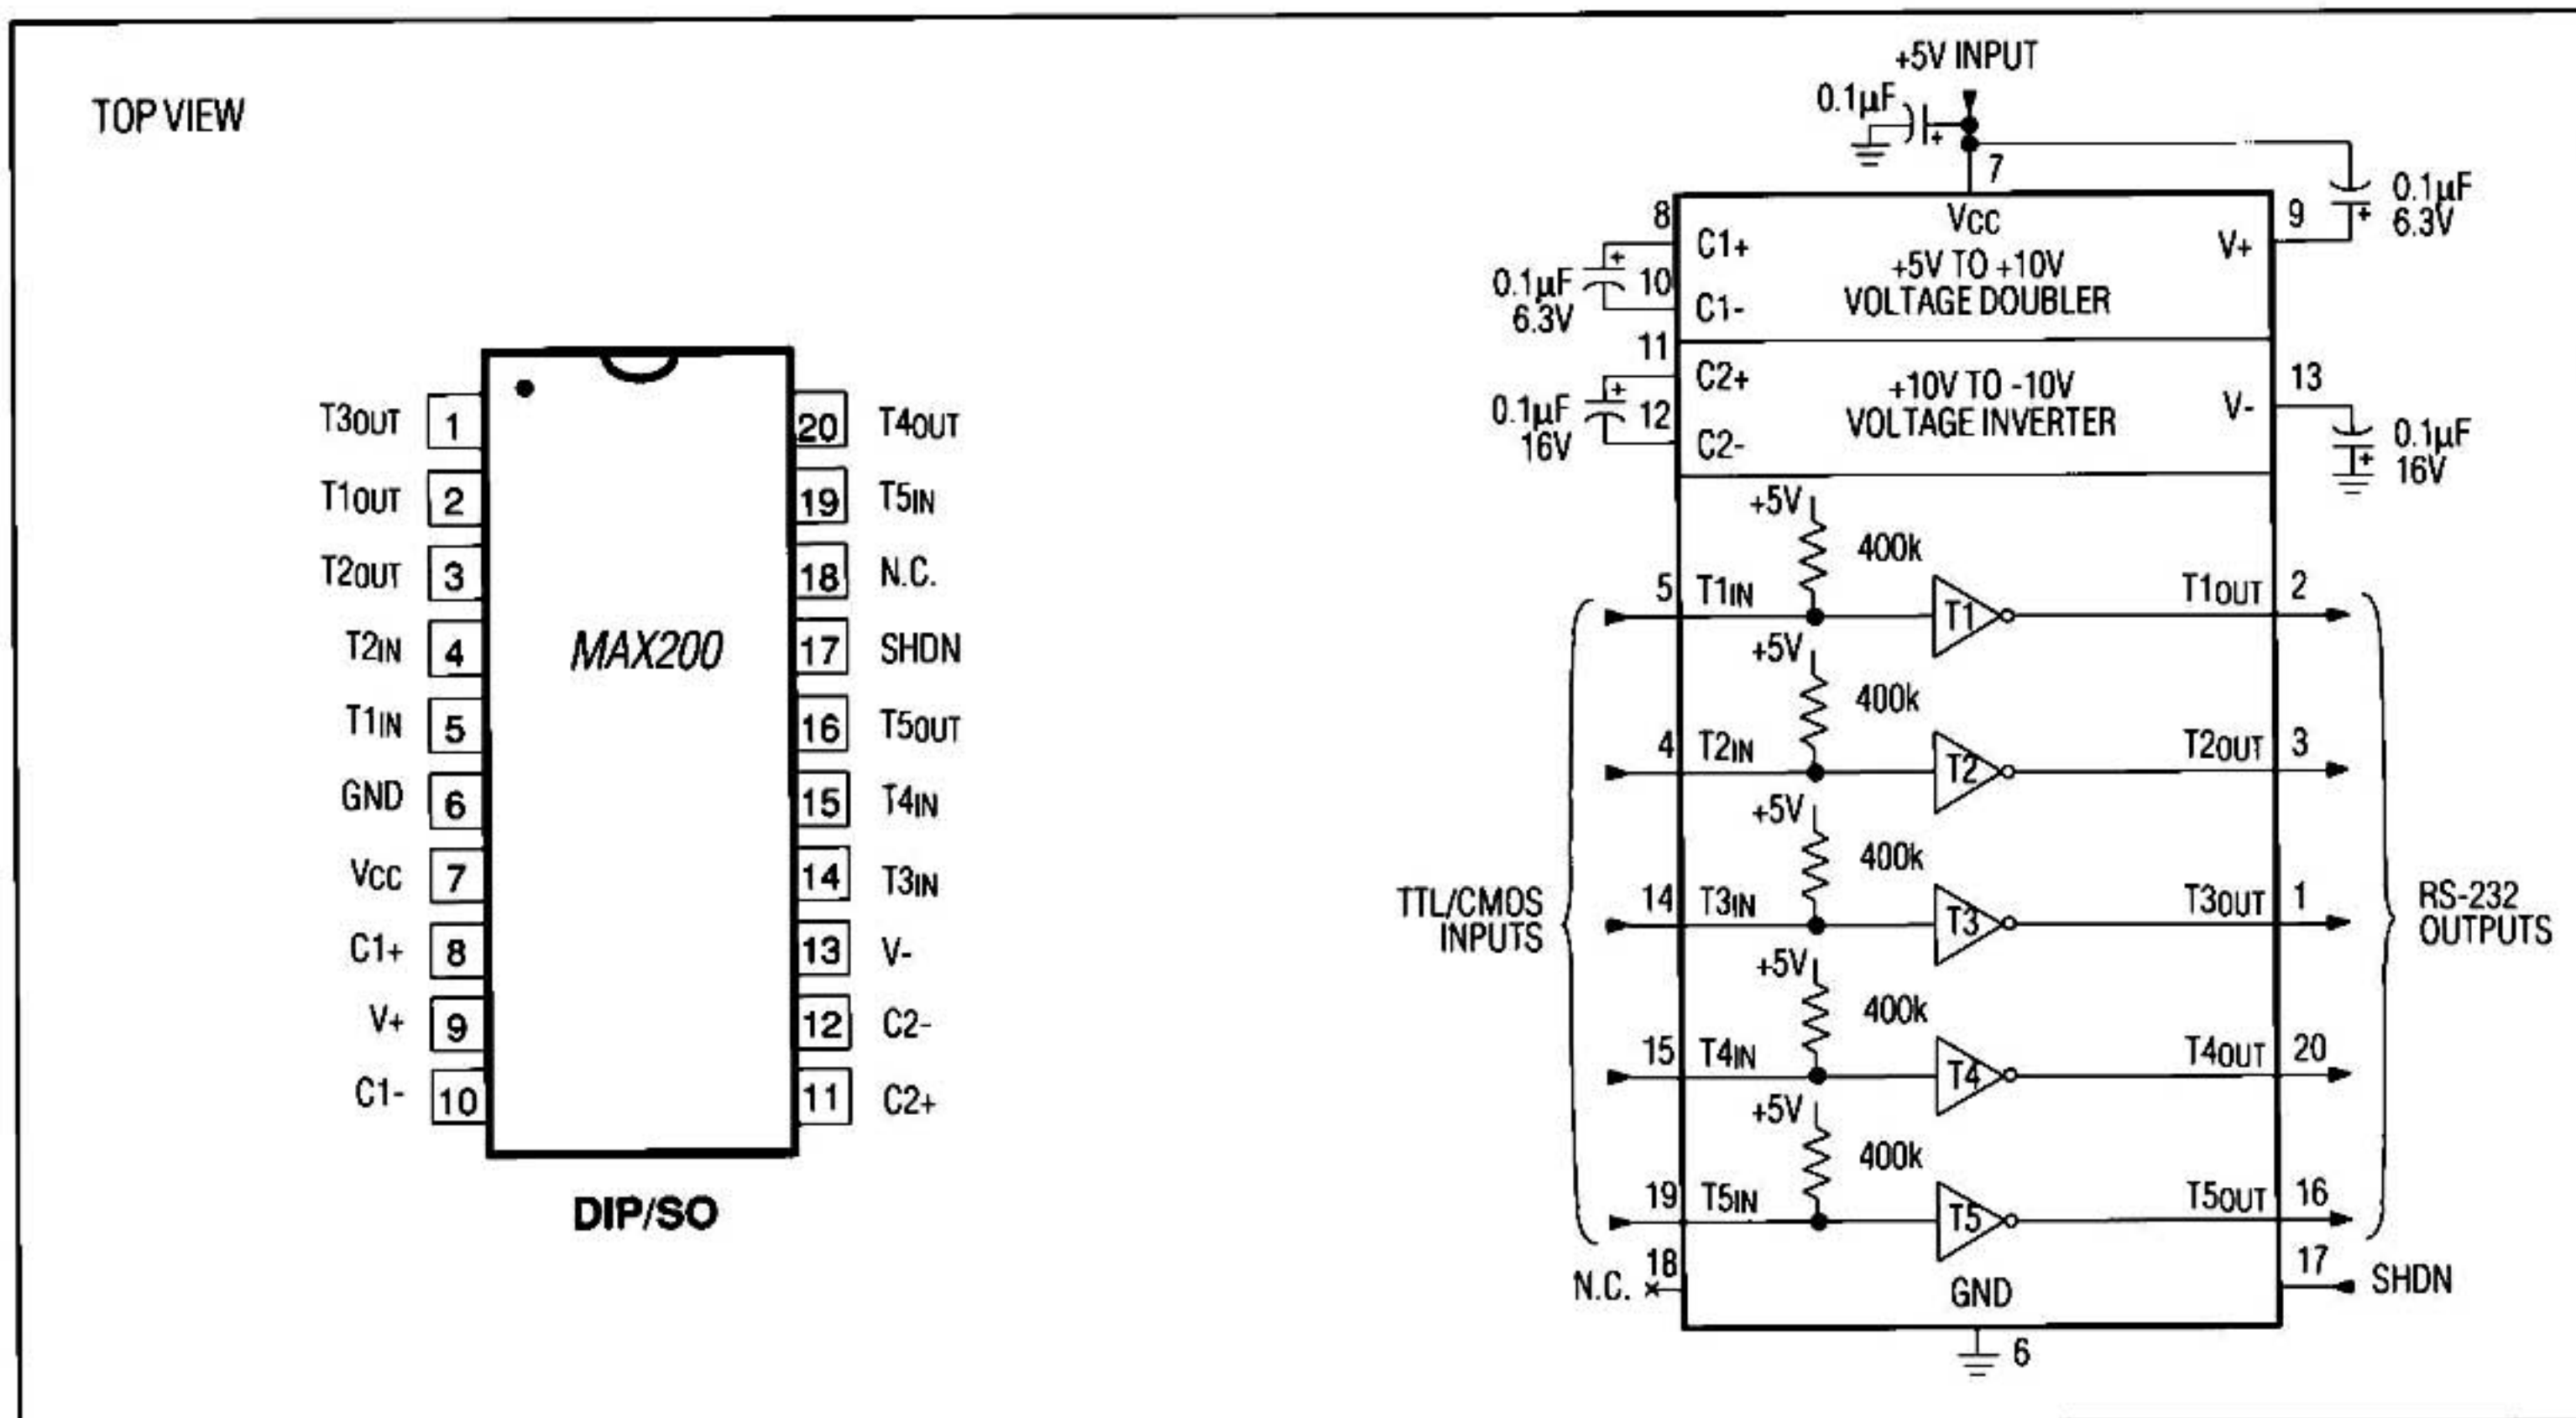 TOP VIEW
T3OUT 1
T1OUT 2
T2OUT 3
T2IN 4
T1IN 5
GND 6
VCC 7
C1+ 8
V+ 9
C1- 10
MAX200
20 T4OUT
19 T5IN
18 N.C.
17 SHDN
16 T5OUT
15 T4IN
14 T3IN
13 V-
12 C2-
11 C2+
DIP/SO
+5V INPUT
0.1µF
+
7
+
0.1µF
6.3V
8
C1+
VCC
V+
9
+5V TO +10V
VOLTAGE DOUBLER
0.1µF
6.3V
+
10
C1-
11
C2+
+10V TO -10V
VOLTAGE INVERTER
V-
13
0.1µF
16V
+
12
C2-
+
0.1µF
16V
+5V
400k
5 T1IN T1 T1OUT 2
+5V
400k
4 T2IN T2 T2OUT 3
+5V
400k
TTL/CMOS
INPUTS
14 T3IN T3 T3OUT 1
RS-232
OUTPUTS
+5V
400k
15 T4IN T4 T4OUT 20
+5V
400k
19 T5IN T5 T5OUT 16
N.C. 18
GND
17 SHDN
6